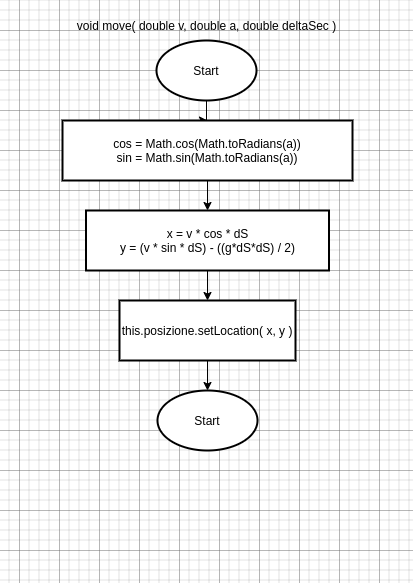 void move( double v, double a, double deltaSec )
Start
cos = Math.cos(Math.toRadians(a))
sin = Math.sin(Math.toRadians(a))
x = v * cos * dS
y = (v * sin * dS) - ((g*dS*dS) / 2)
this.posizione.setLocation( x, y )
Start